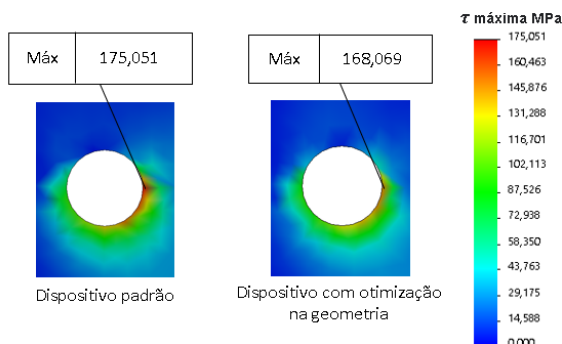 τ máxima MPa
Máx 175,051
Máx 168,069
175,051
160,463
145,876
131,288
116,701
102,113
87,526
72,938
58,350
43,763
29,175
14,588
0,000
Dispositivo padrão
Dispositivo com otimização
na geometria